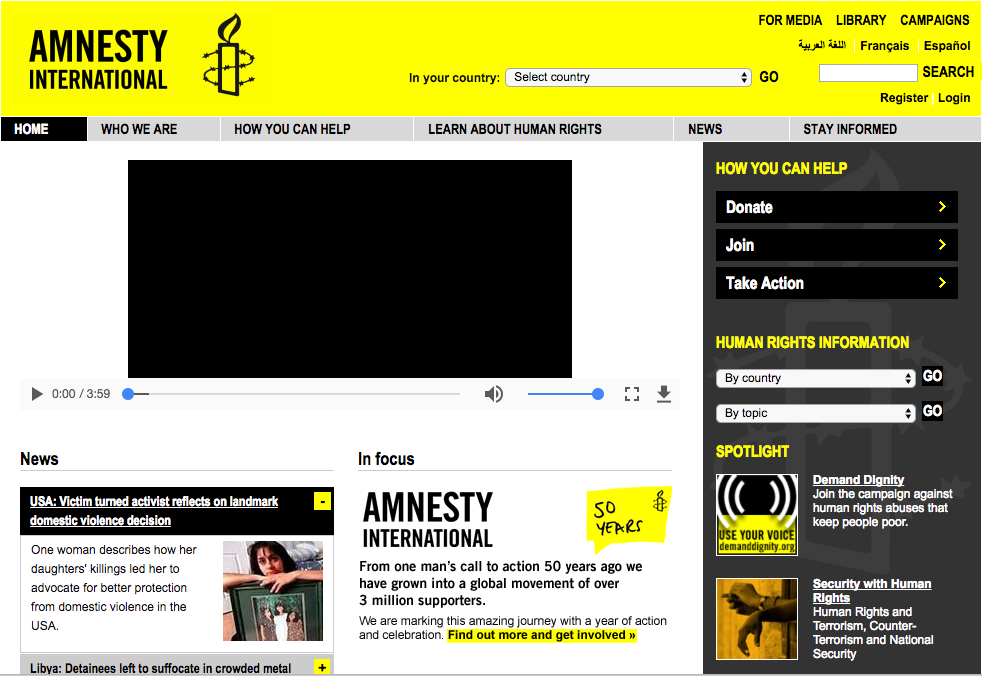 AMNESTY
INTERNATIONAL
FOR MEDIA LIBRARY CAMPAIGNS
اللغة العربية Français Español
In your country: Select country GO
SEARCH
Register Login
HOME WHO WE ARE HOW YOU CAN HELP LEARN ABOUT HUMAN RIGHTS NEWS STAY INFORMED
0:00 / 3:59
News
USA: Victim turned activist reflects on landmark
domestic violence decision
-
One woman describes how her
daughters' killings led her to
advocate for better protection
from domestic violence in the
USA.
Libya: Detainees left to suffocate in crowded metal
+
In focus
AMNESTY
INTERNATIONAL
50
YEARS
From one man's call to action 50 years ago we
have grown into a global movement of over
3 million supporters.
We are marking this amazing journey with a year of action
and celebration. Find out more and get involved »
HOW YOU CAN HELP
Donate
Join
Take Action
HUMAN RIGHTS INFORMATION
By country GO
By topic GO
SPOTLIGHT
USE YOUR VOICE
demanddignity.org
Demand Dignity
Join the campaign against
human rights abuses that
keep people poor.
Security with Human
Rights
Human Rights and
Terrorism, Counter-
Terrorism and National
Security